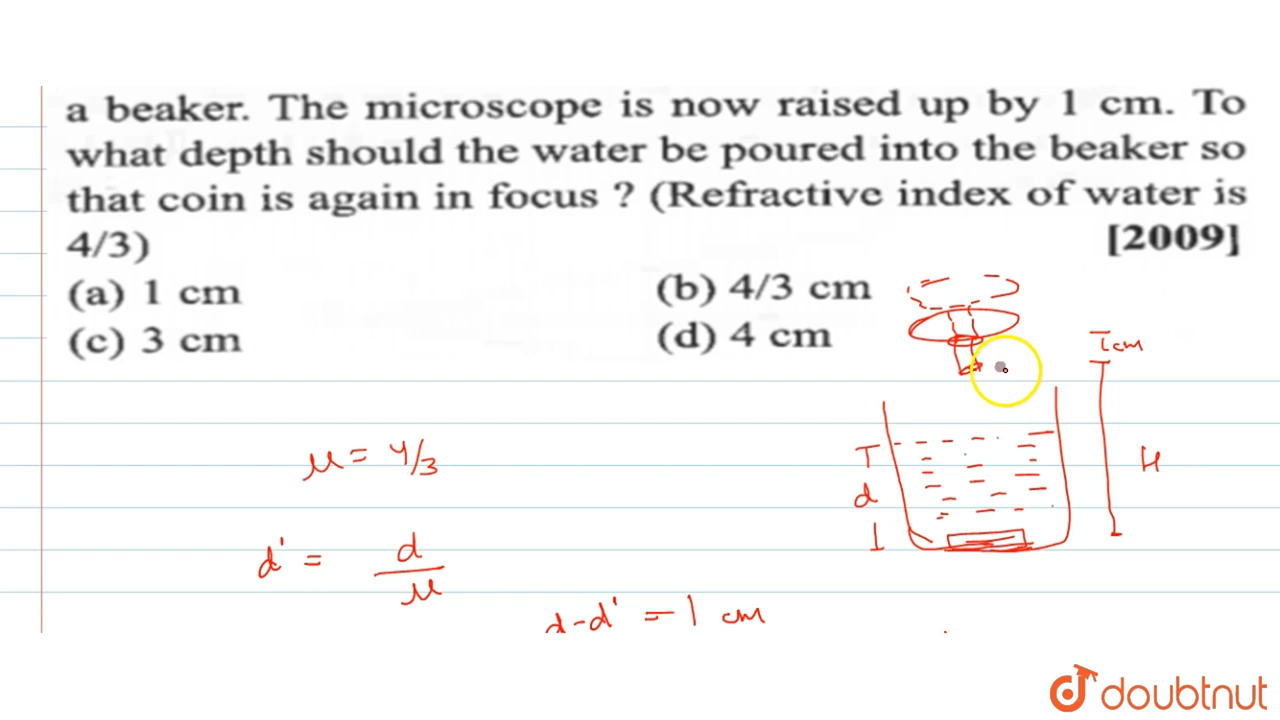 a beaker. The microscope is now raised up by 1 cm. To
what depth should the water be poured into the beaker so
that coin is again in focus ? (Refractive index of water is
4/3) [2009]
(a) 1 cm (b) 4/3 cm
(c) 3 cm (d) 4 cm
1cm
μ = 4/3
d
H
d' = d/μ
d-d' = 1 cm
doubtnut